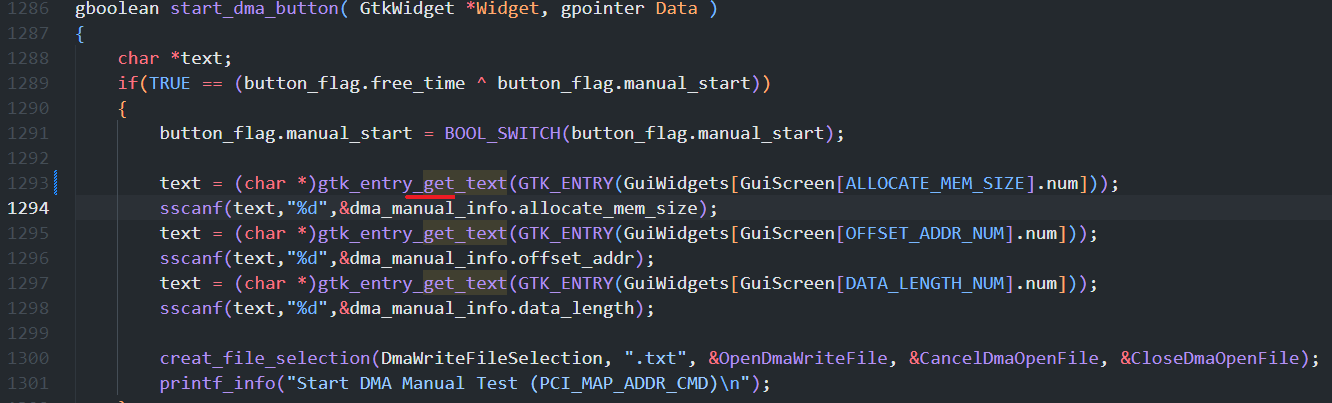 1286 gboolean start_dma_button( GtkWidget *Widget, gpointer Data )
1287 {
1288     char *text;
1289     if(TRUE == (button_flag.free_time ^ button_flag.manual_start))
1290     {
1291         button_flag.manual_start = BOOL_SWITCH(button_flag.manual_start);
1292
1293         text = (char *)gtk_entry_get_text(GTK_ENTRY(GuiWidgets[GuiScreen[ALLOCATE_MEM_SIZE].num]));
1294         sscanf(text,"%d",&dma_manual_info.allocate_mem_size);
1295         text = (char *)gtk_entry_get_text(GTK_ENTRY(GuiWidgets[GuiScreen[OFFSET_ADDR_NUM].num]));
1296         sscanf(text,"%d",&dma_manual_info.offset_addr);
1297         text = (char *)gtk_entry_get_text(GTK_ENTRY(GuiWidgets[GuiScreen[DATA_LENGTH_NUM].num]));
1298         sscanf(text,"%d",&dma_manual_info.data_length);
1299
1300         creat_file_selection(DmaWriteFileSelection, ".txt", &OpenDmaWriteFile, &CancelDmaOpenFile, &CloseDmaOpenFile);
1301         printf_info("Start DMA Manual Test (PCI_MAP_ADDR_CMD)\n");